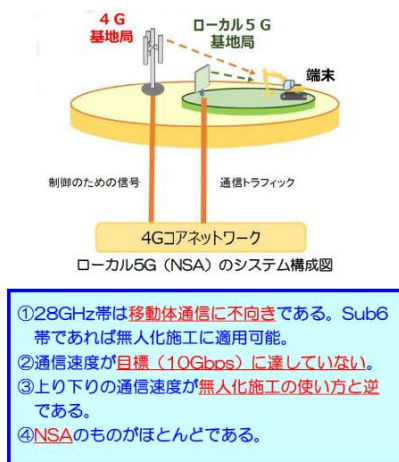 4G
基地局
ローカル5G
基地局
端末
制御のための信号
通信トラフィック
4Gコアネットワーク
ローカル5G（NSA）のシステム構成図
①28GHz帯は移動体通信に不向きである。Sub6
帯であれば無人化施工に適用可能。
②通信速度が目標（10Gbps）に達していない。
③上り下りの通信速度が無人化施工の使い方と逆
である。
④NSAのものがほとんどである。